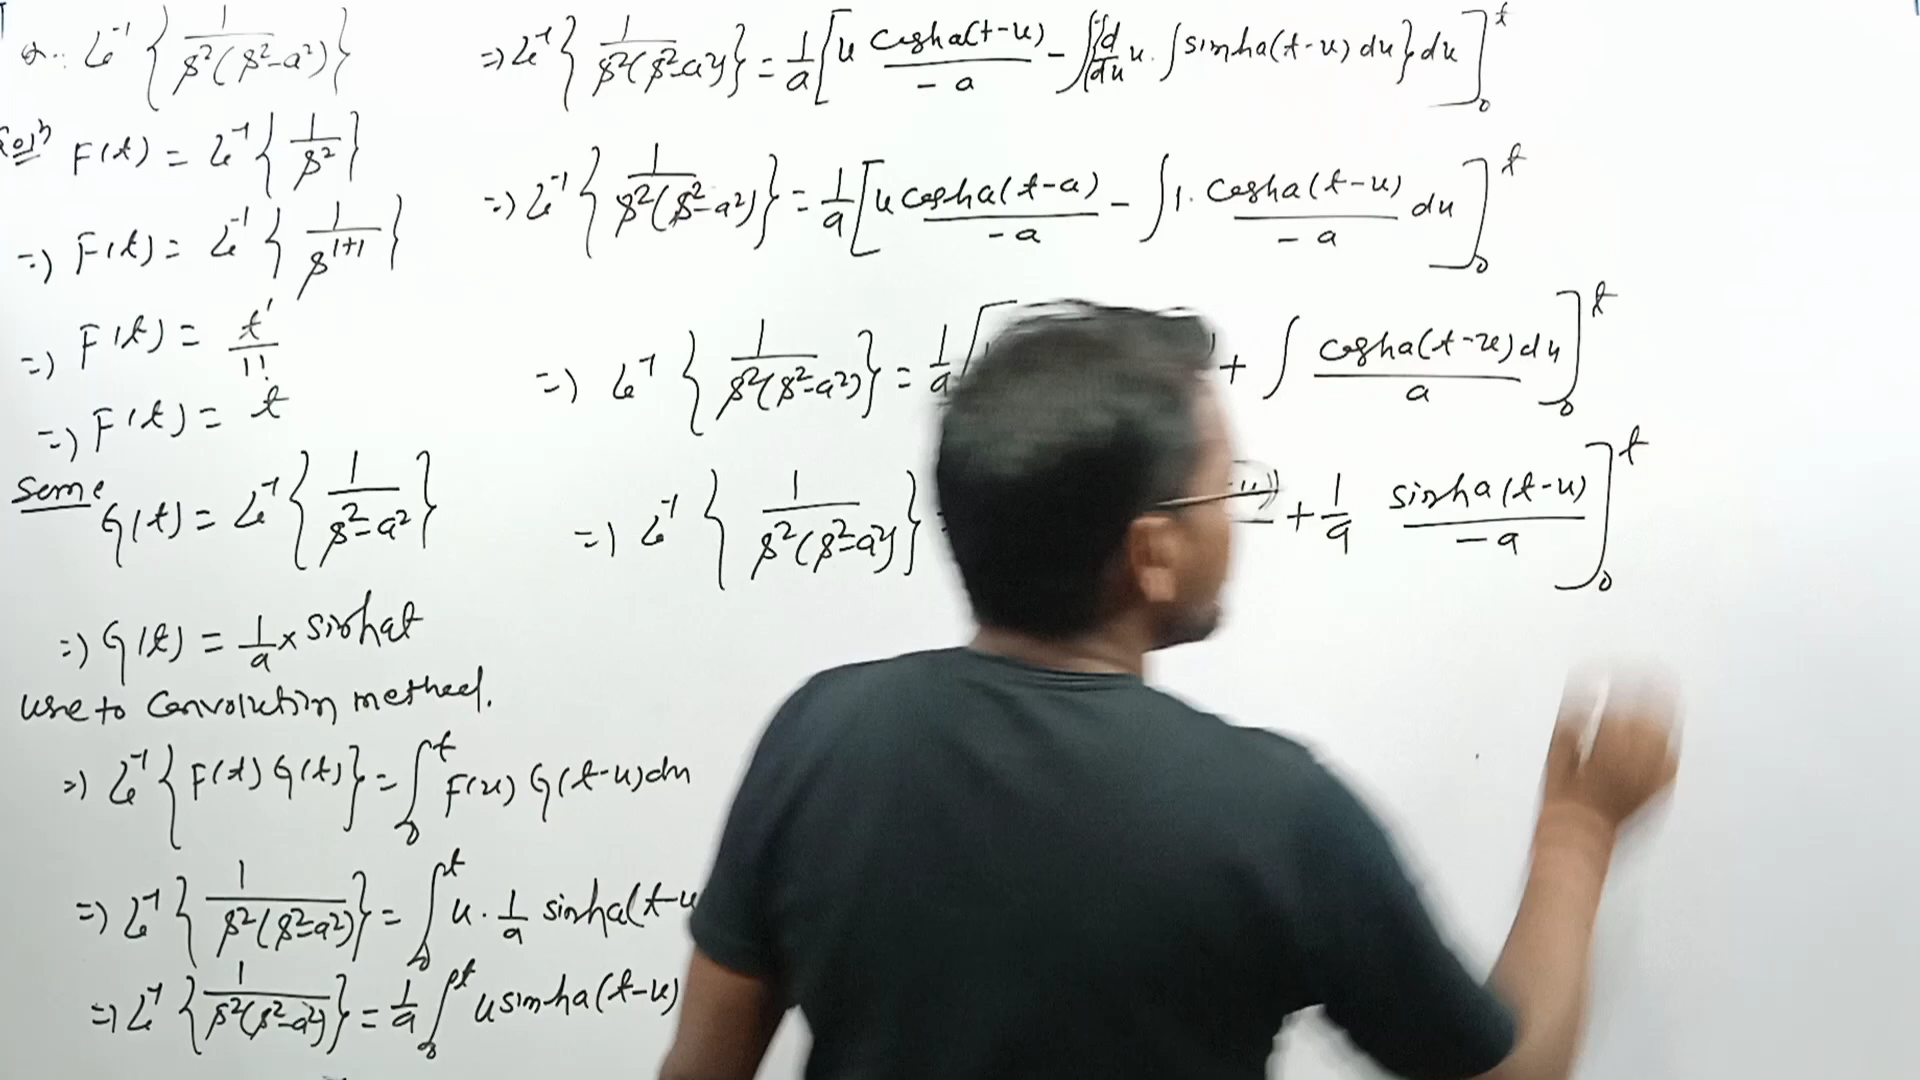 Q.. L⁻¹ { 1 / s²(s²-a²) }
Solⁿ F(t) = L⁻¹ { 1 / s² }
=) F(t) = L⁻¹ { 1 / s¹⁺¹ }
=) F(t) = t¹ / 1!
=) F(t) = t
Same G(t) = L⁻¹ { 1 / s²-a² }
=) G(t) = 1/a × sinhat
use to Convolution method.
=) L⁻¹ { F(t) G(t) } = ∫₀ᵗ F(u) G(t-u)du
=) L⁻¹ { 1 / s²(s²-a²) } = ∫₀ᵗ u . 1/a sinha(t-u
=) L⁻¹ { 1 / s²(s²-a²) } = 1/a ∫₀ᵗ u sinha(t-u)
=) L⁻¹ { 1 / s²(s²-a²) } = 1/a [ u cosha(t-u) / -a - ∫{ d/du u . ∫ sinha(t-u) du } du ]₀ᵗ
=) L⁻¹ { 1 / s²(s²-a²) } = 1/a [ u cosha(t-a) / -a - ∫ 1. cosha(t-u) / -a du ]₀ᵗ
=) L⁻¹ { 1 / s²(s²-a²) } = 1/a [ ) + ∫ cosha(t-u) du / a ]₀ᵗ
=) L⁻¹ { 1 / s²(s²-a²) } -u) + 1/a sinha(t-u) / -a ]₀ᵗ